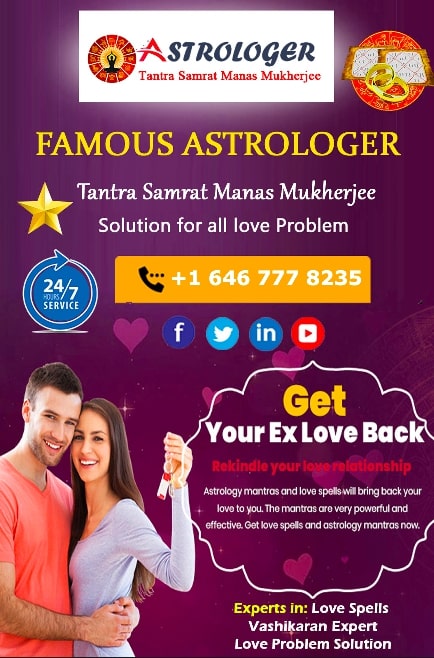 ASTROLOGER
Tantra Samrat Manas Mukherjee
FAMOUS ASTROLOGER
Tantra Samrat Manas Mukherjee
Solution for all love Problem
24/7
HOURS
SERVICE
+1 646 777 8235
f
in
Get
Your Ex Love Back
Rekindle your love relationship
Astrology mantras and love spells will bring back your
love to you. The mantras are very powerful and
effective. Get love spells and astrology mantras now.
Experts in: Love Spells
Vashikaran Expert
Love Problem Solution